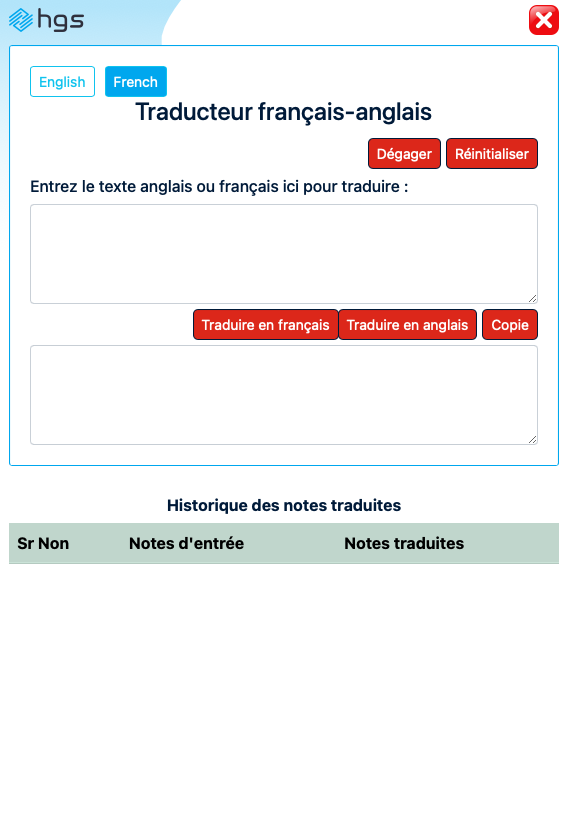 hgs
English French
Traducteur français-anglais
Dégager Réinitialiser
Entrez le texte anglais ou français ici pour traduire :
Traduire en français Traduire en anglais Copie
Historique des notes traduites
Sr Non Notes d'entrée Notes traduites